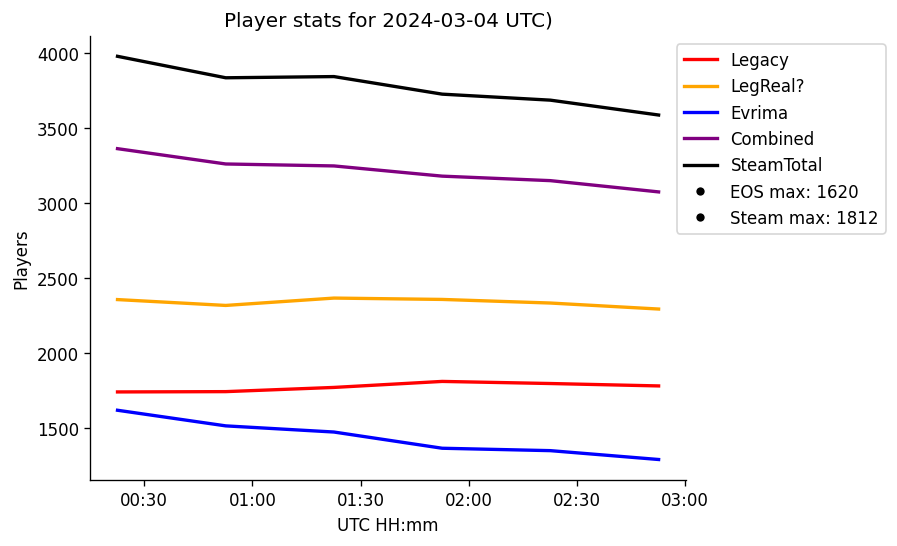 Player stats for 2024-03-04 UTC)
4000
3500
3000
2500
2000
1500
Players
00:30 01:00 01:30 02:00 02:30 03:00
UTC HH:mm
Legacy
LegReal?
Evrima
Combined
SteamTotal
EOS max: 1620
Steam max: 1812